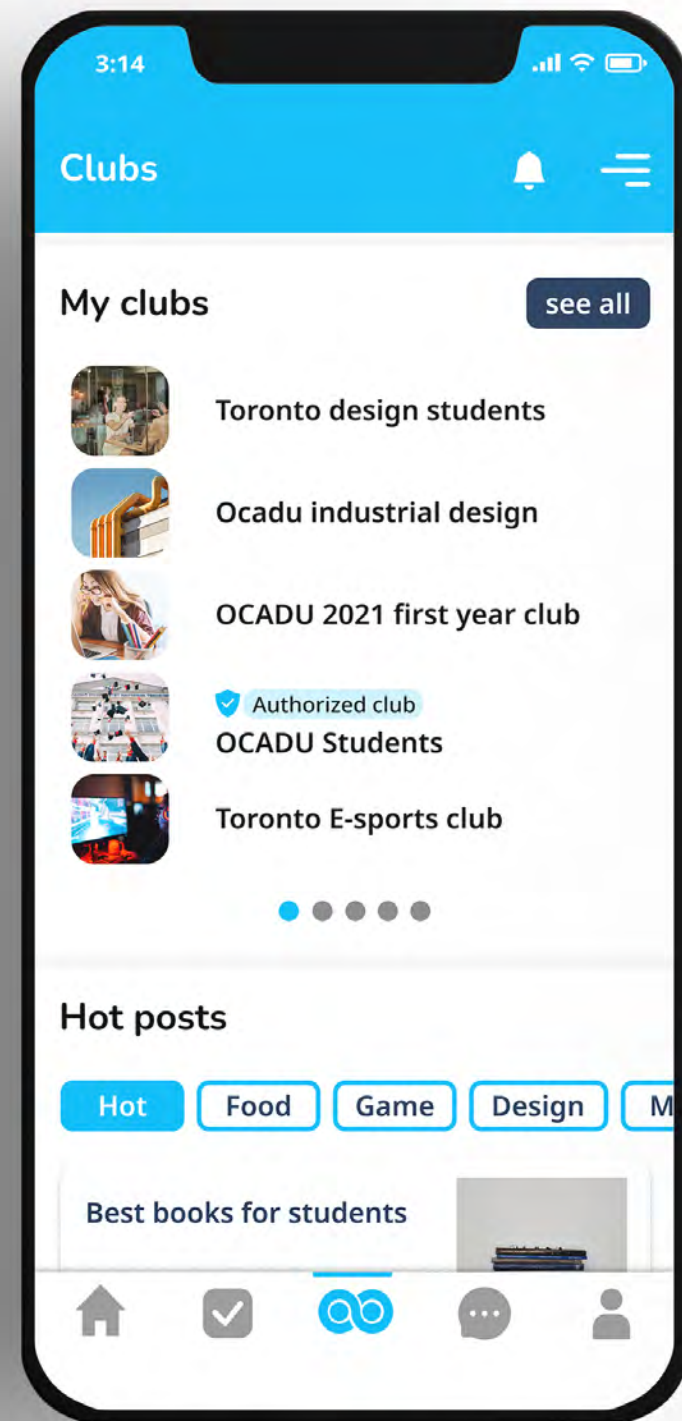 3:14
Clubs
My clubs
see all
Toronto design students
Ocadu industrial design
OCADU 2021 first year club
Authorized club
OCADU Students
Toronto E-sports club
Hot posts
Hot Food Game Design
Best books for students